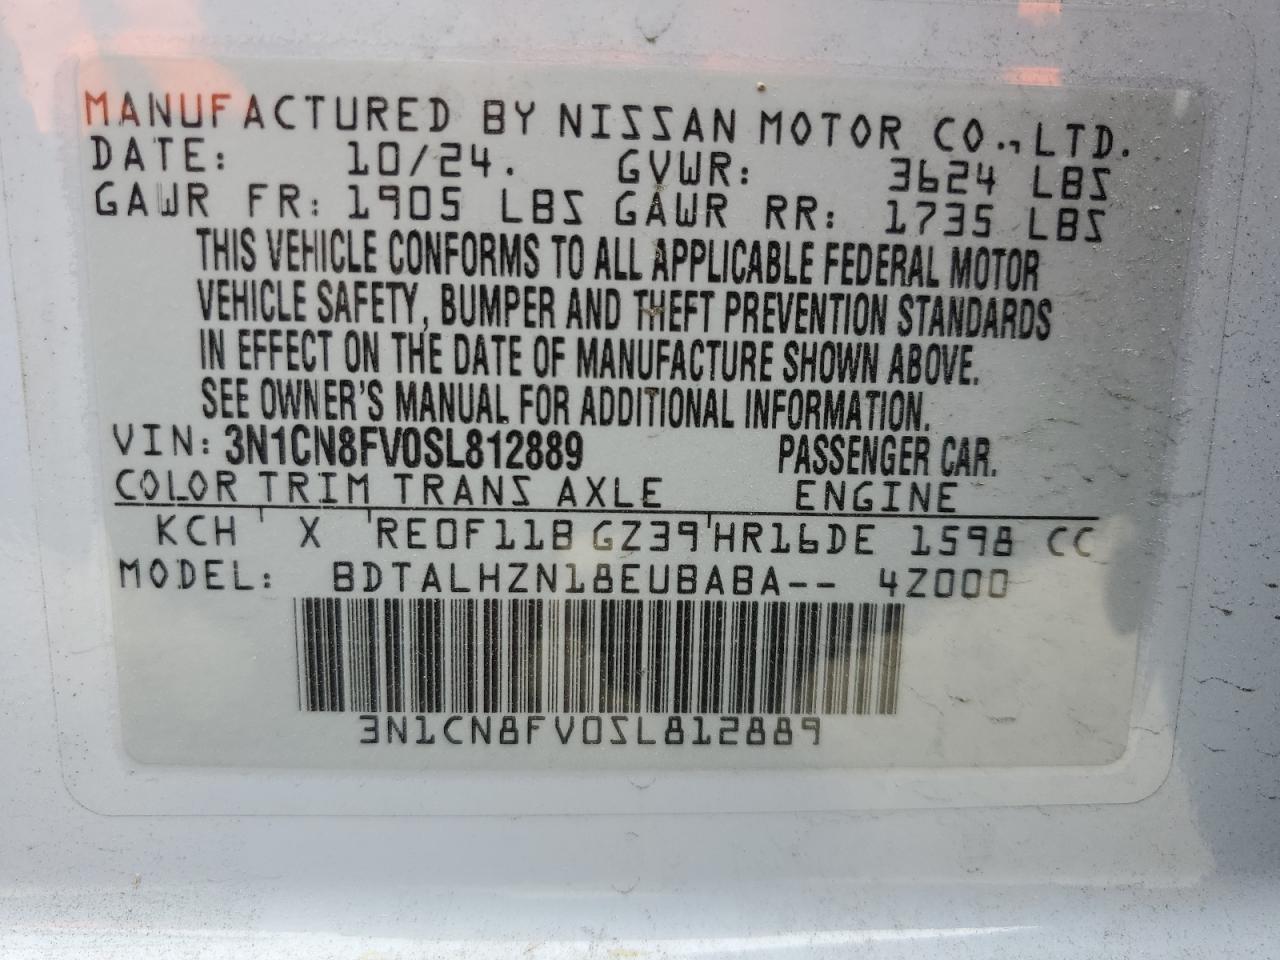 MANUFACTURED BY NISSAN MOTOR CO., LTD.
DATE: 10/24. GVWR: 3624 LBS
GAWR FR: 1905 LBS GAWR RR: 1735 LBS
THIS VEHICLE CONFORMS TO ALL APPLICABLE FEDERAL MOTOR
VEHICLE SAFETY, BUMPER AND THEFT PREVENTION STANDARDS
IN EFFECT ON THE DATE OF MANUFACTURE SHOWN ABOVE.
SEE OWNER'S MANUAL FOR ADDITIONAL INFORMATION.
VIN: 3N1CN8FV0SL812889 PASSENGER CAR.
COLOR TRIM TRANS AXLE ENGINE
KCH X RE0F11B GZ39 HR16DE 1598 CC
MODEL: BDTALHZN18EUBABA-- 4Z000
3N1CN8FV0SL812889